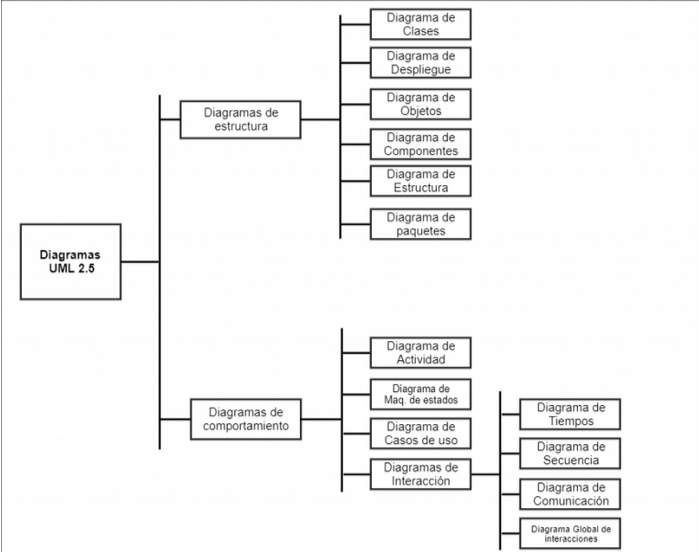 Diagramas
UML 2.5
Diagramas de
estructura
Diagrama de
Clases
Diagrama de
Despliegue
Diagrama de
Objetos
Diagrama de
Componentes
Diagrama de
Estructura
Diagrama de
paquetes
Diagramas de
comportamiento
Diagrama de
Actividad
Diagrama de
Maq. de estados
Diagrama de
Casos de uso
Diagramas de
Interacción
Diagrama de
Tiempos
Diagrama de
Secuencia
Diagrama de
Comunicación
Diagrama Global de
interacciones